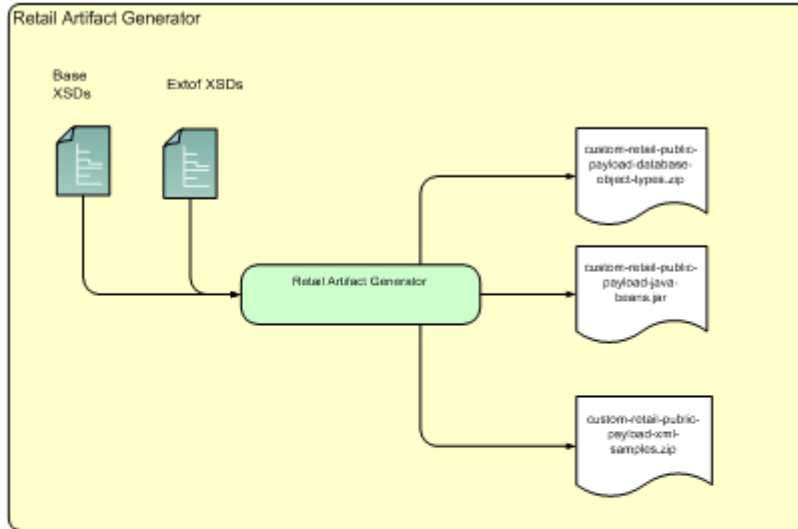 Retail Artifact Generator
Base
XSDs
Extof XSDs
custom-retail-public-
payload-database-
object-types.zip
Retail Artifact Generator
custom-retail-public-
payload-java-
beans.jar
custom-retail-public-
payload-xml-
samples.zip